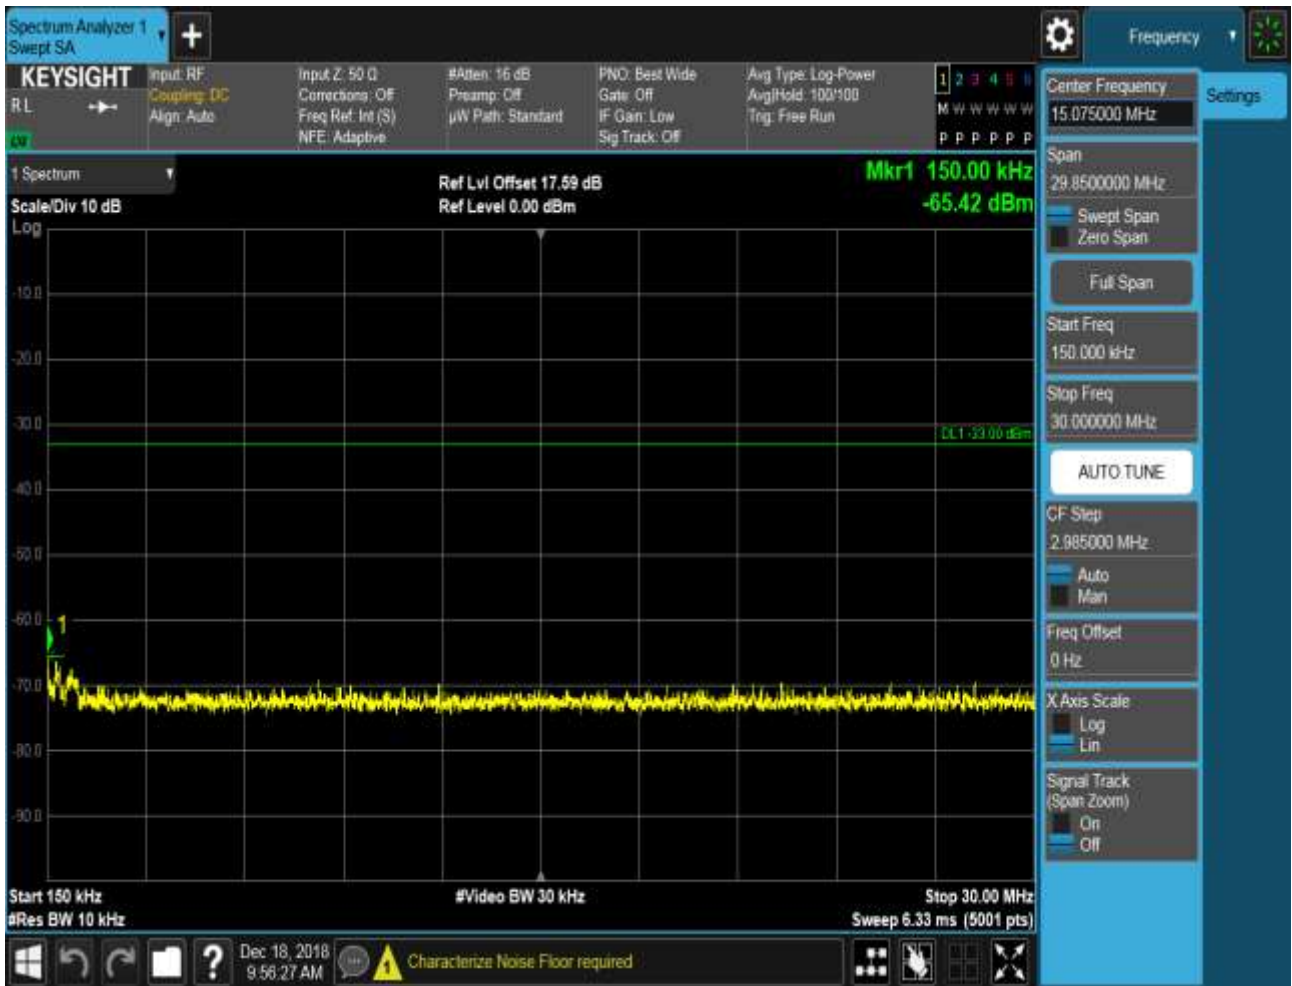 Spectrum Analyzer 1
Swept SA
Frequency
KEYSIGHT
RL
Input: RF
Coupling: DC
Align: Auto
Input Z: 50 Ω
Corrections: Off
Freq Ref: Int (S)
NFE: Adaptive
#Atten: 16 dB
Preamp: Off
µW Path: Standard
PNO: Best Wide
Gate: Off
IF Gain: Low
Sig Track: Off
Avg Type: Log-Power
Avg|Hold: 100/100
Trig: Free Run
1 2 3 4 5 6
M W W W W W
P P P P P P
1 Spectrum
Scale/Div 10 dB
Log
Ref Lvl Offset 17.59 dB
Ref Level 0.00 dBm
Mkr1 150.00 kHz
-65.42 dBm
-10.0
-20.0
-30.0
DL1 -33.00 dBm
-40.0
-50.0
-60.0
1
-70.0
-80.0
-90.0
Start 150 kHz
#Res BW 10 kHz
#Video BW 30 kHz
Stop 30.00 MHz
Sweep 6.33 ms (5001 pts)
Center Frequency
15.075000 MHz
Settings
Span
29.8500000 MHz
Swept Span
Zero Span
Full Span
Start Freq
150.000 kHz
Stop Freq
30.000000 MHz
AUTO TUNE
CF Step
2.985000 MHz
Auto
Man
Freq Offset
0 Hz
X Axis Scale
Log
Lin
Signal Track
(Span Zoom)
On
Off
?
Dec 18, 2018
9:56:27 AM
1
Characterize Noise Floor required